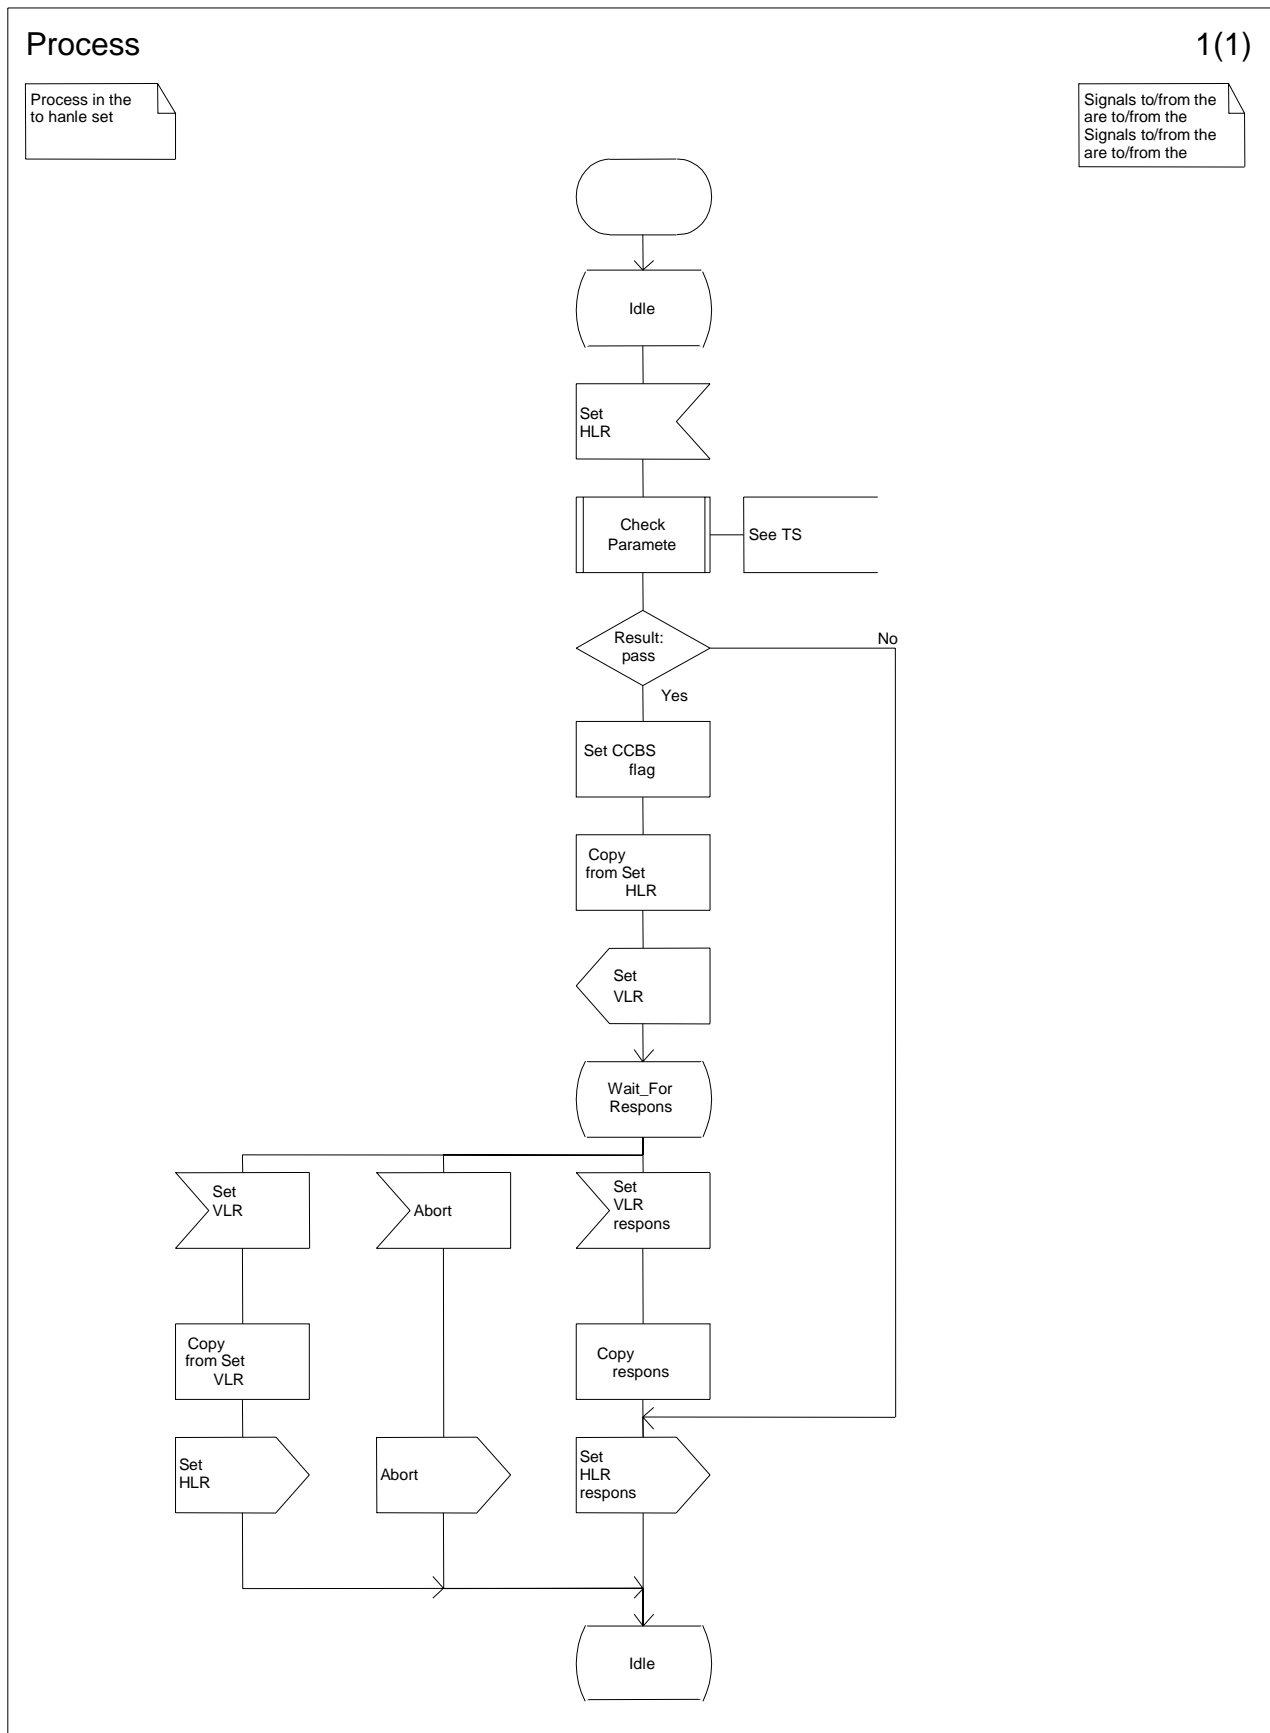 Process
1(1)
Process in the
to hanle set
Signals to/from the
are to/from the
Signals to/from the
are to/from the
Idle
Set
HLR
Check
Paramete
See TS
Result:
pass
No
Yes
Set CCBS
flag
Copy
from Set
HLR
Set
VLR
Wait_For
Respons
Set
VLR
Abort
Set
VLR
respons
Copy
from Set
VLR
Copy
respons
Set
HLR
Abort
Set
HLR
respons
Idle